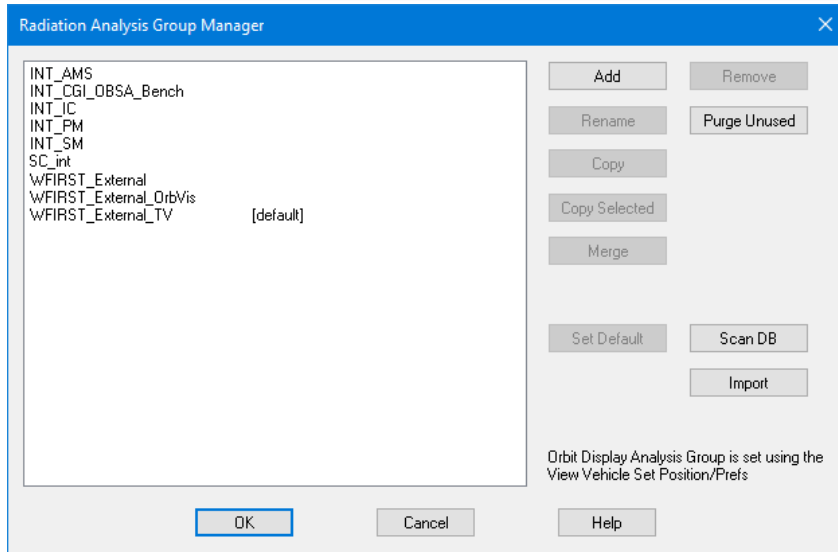 Radiation Analysis Group Manager
INT_AMS
INT_CGI_OBSA_Bench
INT_IC
INT_PM
INT_SM
SC_int
WFIRST_External
WFIRST_External_OrbVis
WFIRST_External_TV [default]
Add Remove
Rename Purge Unused
Copy
Copy Selected
Merge
Set Default Scan DB
Import
Orbit Display Analysis Group is set using the
View Vehicle Set Position/Prefs
OK Cancel Help